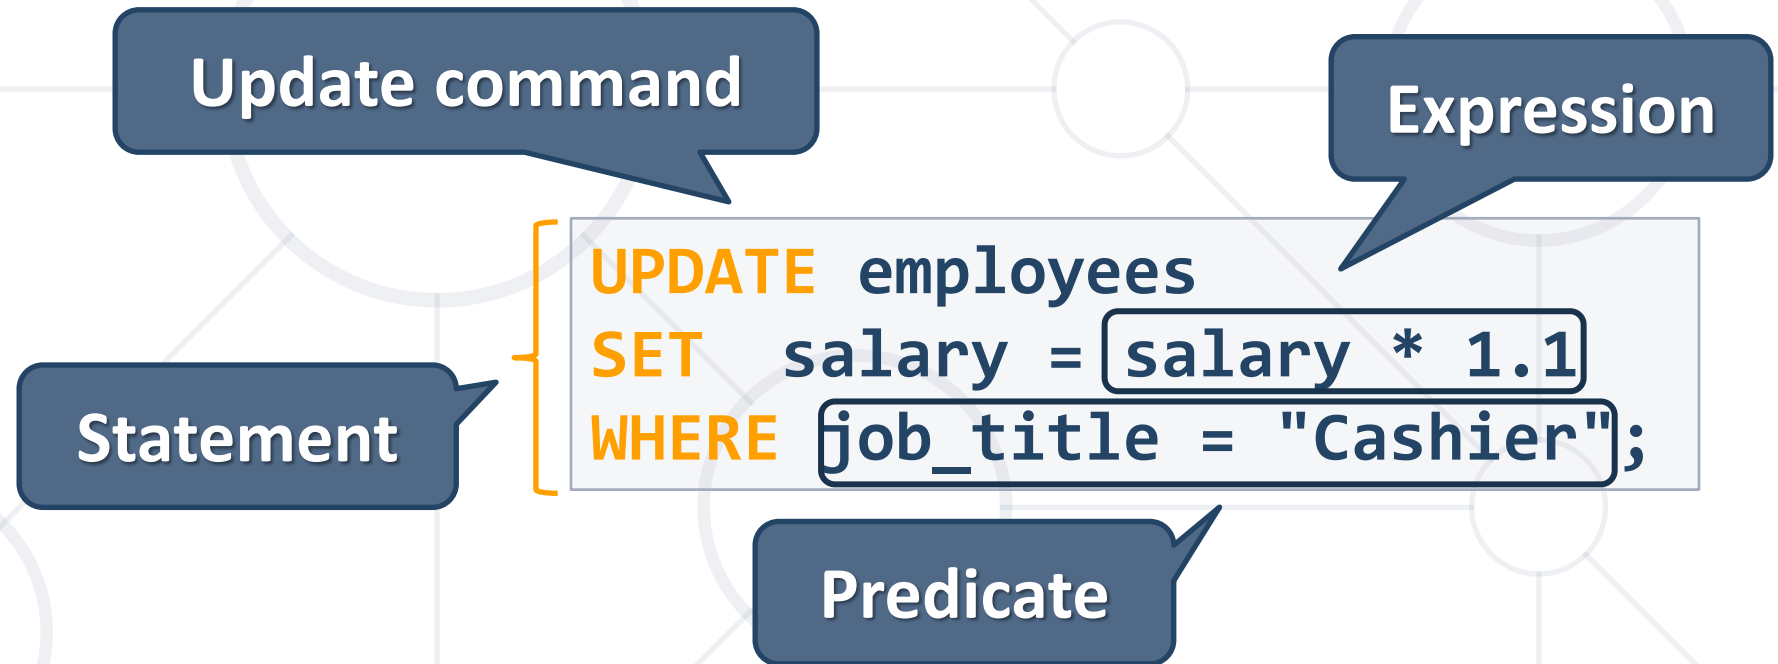 Update command
Expression
UPDATE employees
SET salary = salary * 1.1
WHERE job_title = "Cashier";
Statement
Predicate